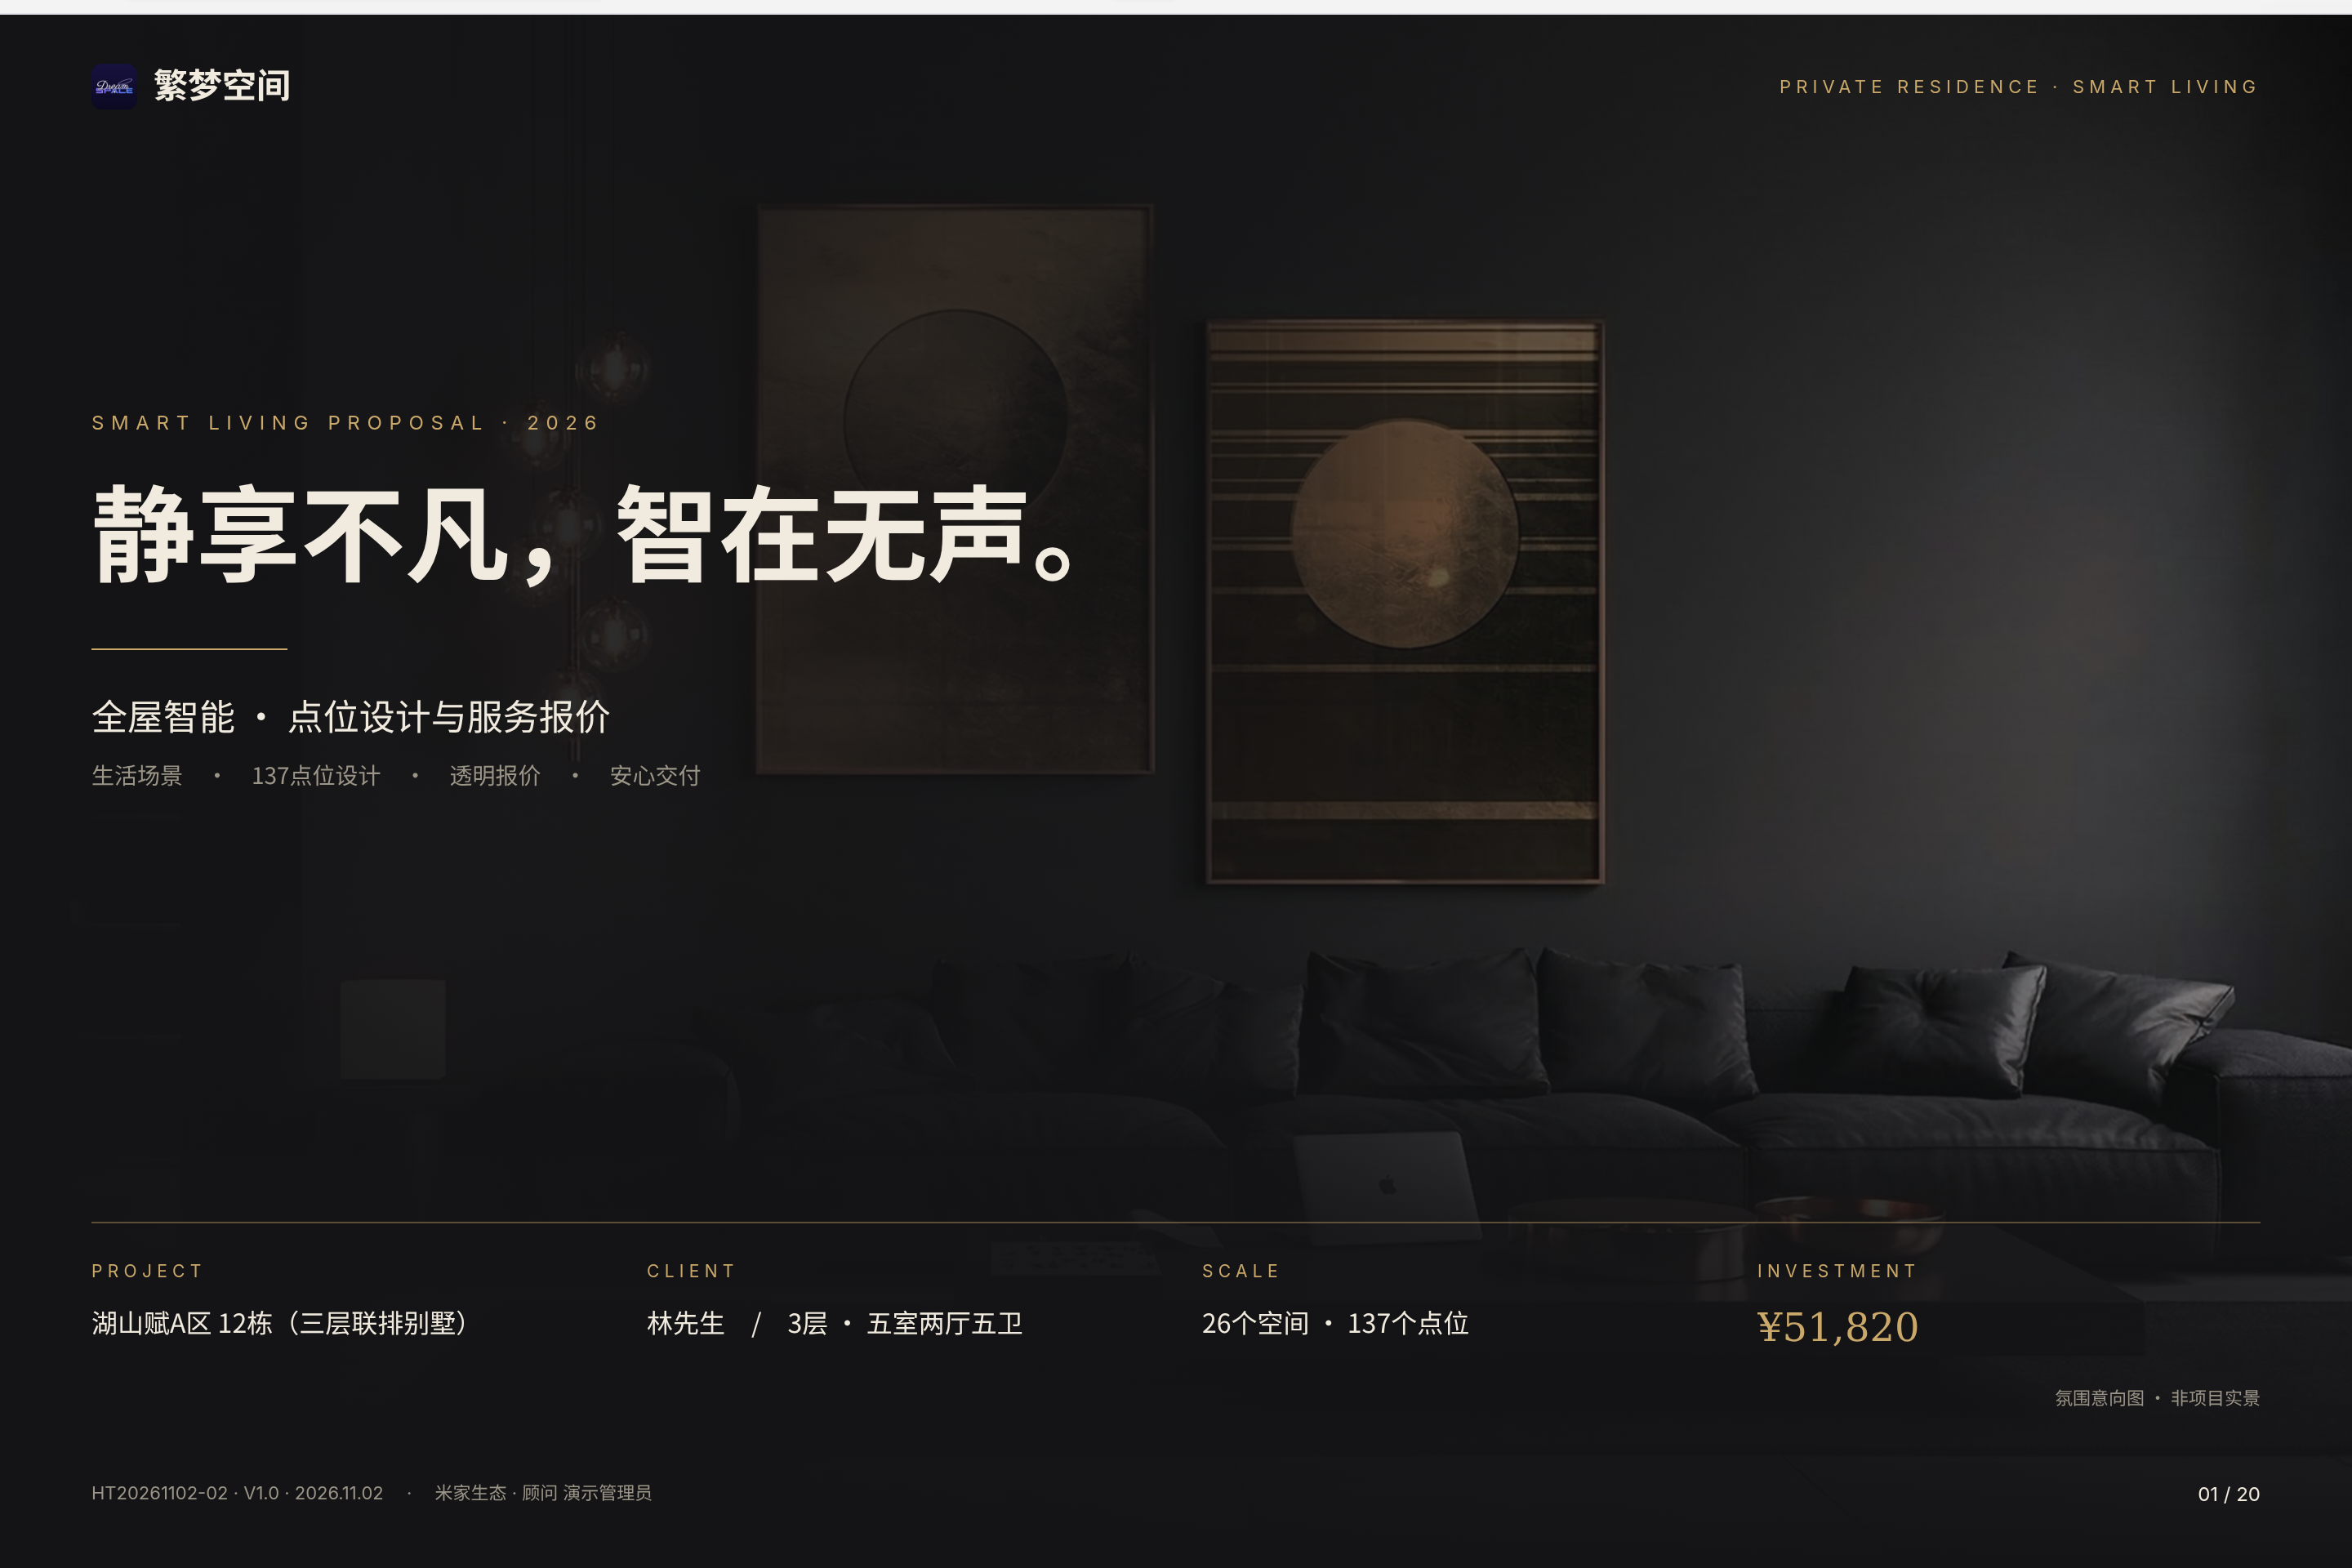 Dream
SPACE
繁梦空间
PRIVATE RESIDENCE · SMART LIVING
SMART LIVING PROPOSAL · 2026
静享不凡，智在无声。
全屋智能 · 点位设计与服务报价
生活场景 · 137点位设计 · 透明报价 · 安心交付
PROJECT
湖山赋A区 12栋（三层联排别墅）
CLIENT
林先生 / 3层 · 五室两厅五卫
SCALE
26个空间 · 137个点位
INVESTMENT
¥51,820
氛围意向图 · 非项目实景
HT20261102-02 · V1.0 · 2026.11.02 · 米家生态 · 顾问 演示管理员
01 / 20